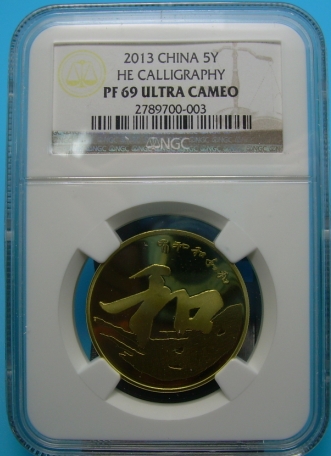 2013 CHINA 5Y
HE CALLIGRAPHY
PF 69 ULTRA CAMEO
2789700-003
NGC
和